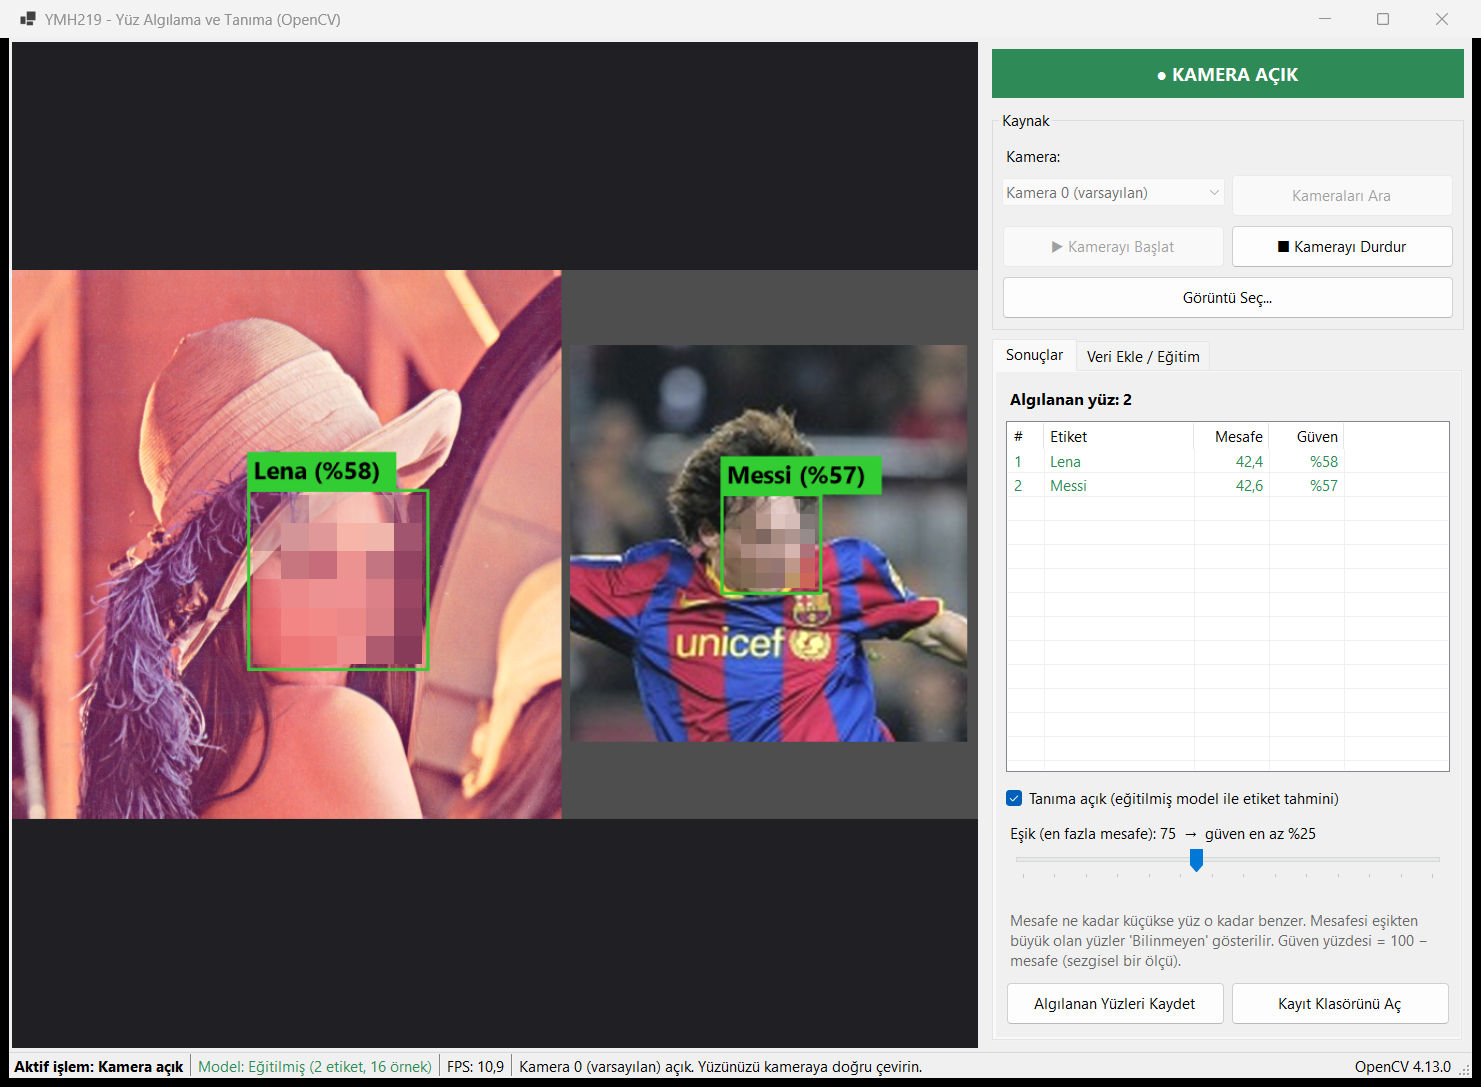 YMH219 - Yüz Algılama ve Tanıma (OpenCV)
● KAMERA AÇIK
Kaynak
Kamera:
Kamera 0 (varsayılan)
Kameraları Ara
▶ Kamerayı Başlat
■ Kamerayı Durdur
Görüntü Seç...
Sonuçlar
Veri Ekle / Eğitim
Algılanan yüz: 2
# Etiket Mesafe Güven
1 Lena 42,4 %58
2 Messi 42,6 %57
Lena (%58)
Messi (%57)
unicef
Tanıma açık (eğitilmiş model ile etiket tahmini)
Eşik (en fazla mesafe): 75 → güven en az %25
Mesafe ne kadar küçükse yüz o kadar benzer. Mesafesi eşikten
büyük olan yüzler 'Bilinmeyen' gösterilir. Güven yüzdesi = 100 −
mesafe (sezgisel bir ölçü).
Algılanan Yüzleri Kaydet
Kayıt Klasörünü Aç
Aktif işlem: Kamera açık
Model: Eğitilmiş (2 etiket, 16 örnek)
FPS: 10,9
Kamera 0 (varsayılan) açık. Yüzünüzü kameraya doğru çevirin.
OpenCV 4.13.0